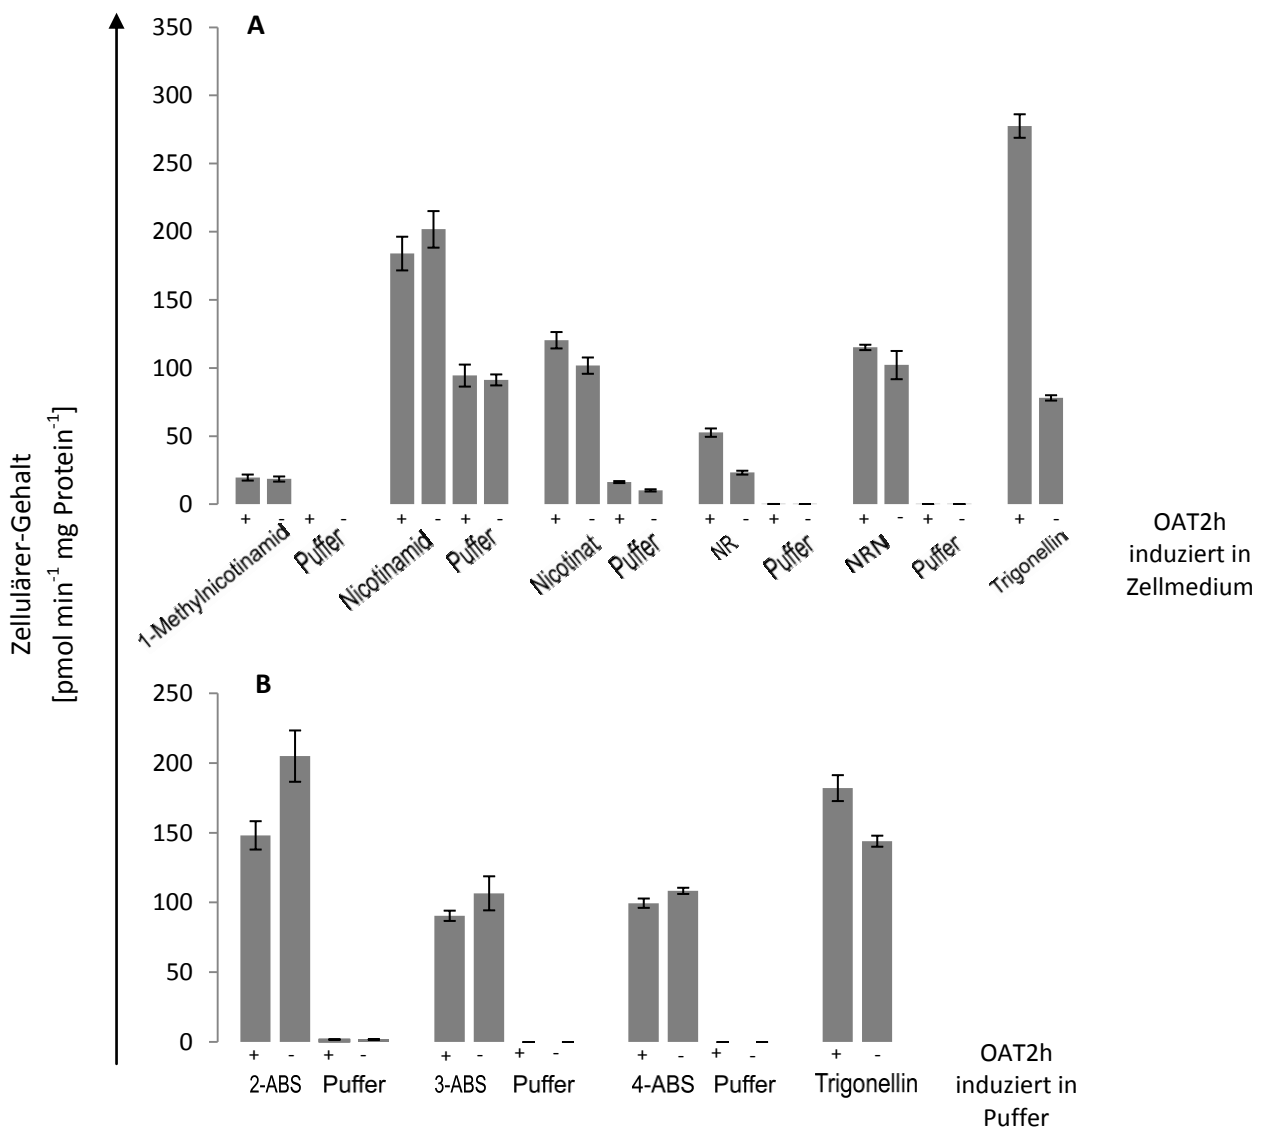 A
350
300
250
200
150
100
50
0
+ - + - + - + - + - + - + - + - + - + - + -
1-Methylnicotinamid Puffer Nicotinamid Puffer Nicotinat Puffer NR Puffer NRN Puffer Trigonellin
OAT2h
induziert in
Zellmedium
Zellulärer-Gehalt
[pmol min⁻¹ mg Protein⁻¹]
B
250
200
150
100
50
0
+ - + - + - + - + - + - + -
2-ABS Puffer 3-ABS Puffer 4-ABS Puffer Trigonellin
OAT2h
induziert in
Puffer